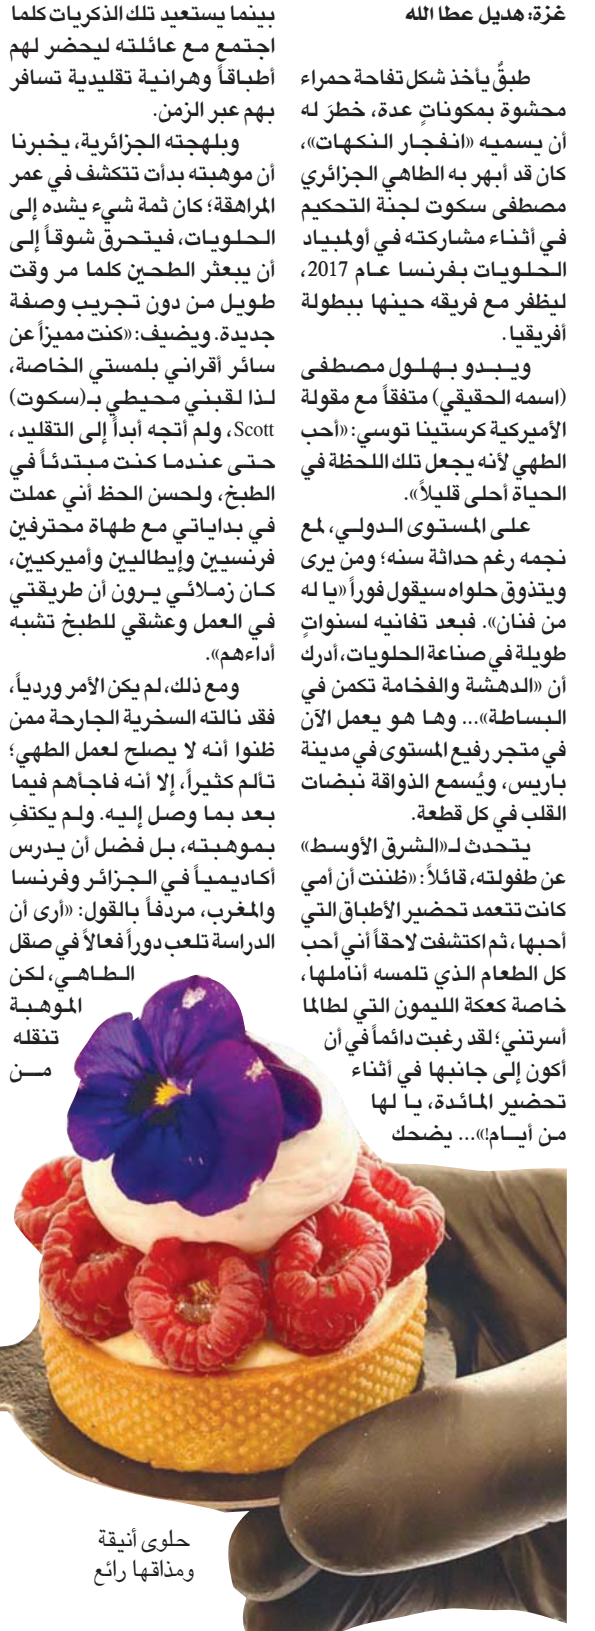 غزة: هديل عطا الله
طبقٌ يأخذ شكل تفاحة حمراء
محشوة بمكوناتٍ عدة، خطرَ له
أن يسميه «انفجار النكهات»،
كان قد أبهر به الطاهي الجزائري
مصطفى سكوت لجنة التحكيم
في أثناء مشاركته في أولمبياد
الحلويات بفرنسا عام 2017،
ليظفر مع فريقه حينها ببطولة
أفريقيا.
ويبدو بهلول مصطفى
(اسمه الحقيقي) متفقاً مع مقولة
الأميركية كرستينا توسي: «أحب
الطهي لأنه يجعل تلك اللحظة في
الحياة أحلى قليلاً».
على المستوى الدولي، لمع
نجمه رغم حداثة سنه؛ ومن يرى
ويتذوق حلواه سيقول فوراً «يا له
من فنان». فبعد تفانيه لسنواتٍ
طويلة في صناعة الحلويات، أدرك
أن «الدهشة والفخامة تكمن في
البساطة»... وها هو يعمل الآن
في متجر رفيع المستوى في مدينة
باريس، ويُسمع الذواقة نبضات
القلب في كل قطعة.
يتحدث لـ«الشرق الأوسط»
عن طفولته، قائلاً: «ظننت أن أمي
كانت تتعمد تحضير الأطباق التي
أحبها، ثم اكتشفت لاحقاً أني أحب
كل الطعام الذي تلمسه أناملها،
خاصة كعكة الليمون التي لطالما
أسرتني؛ لقد رغبت دائماً في أن
أكون إلى جانبها في أثناء
تحضير المائدة، يا لها
من أيام!»... يضحك
بينما يستعيد تلك الذكريات كلما
اجتمع مع عائلته ليحضر لهم
أطباقاً وهرانية تقليدية تسافر
بهم عبر الزمن.
وبلهجته الجزائرية، يخبرنا
أن موهبته بدأت تتكشف في عمر
المراهقة؛ كان ثمة شيء يشده إلى
الحلويات، فيتحرق شوقاً إلى
أن يبعثر الطحين كلما مر وقت
طويل من دون تجريب وصفة
جديدة. ويضيف: «كنت مميزاً عن
سائر أقراني بلمستي الخاصة،
لذا لقبني محيطي بـ(سكوت)
Scott، ولم أتجه أبداً إلى التقليد،
حتى عندما كنت مبتدئاً في
الطبخ، ولحسن الحظ أني عملت
في بداياتي مع طهاة محترفين
فرنسيين وإيطاليين وأميركيين،
كان زملائي يرون أن طريقتي
في العمل وعشقي للطبخ تشبه
أداءهم».
ومع ذلك، لم يكن الأمر وردياً،
فقد نالته السخرية الجارحة ممن
ظنوا أنه لا يصلح لعمل الطهي؛
تألم كثيراً، إلا أنه فاجأهم فيما
بعد بما وصل إليه. ولم يكتفِ
بموهبته، بل فضل أن يدرس
أكاديمياً في الجزائر وفرنسا
والمغرب، مردفاً بالقول: «أرى أن
الدراسة تلعب دوراً فعالاً في صقل
الطاهي، لكن
الموهبة
تنقله
من
حلوى أنيقة
ومذاقها رائع